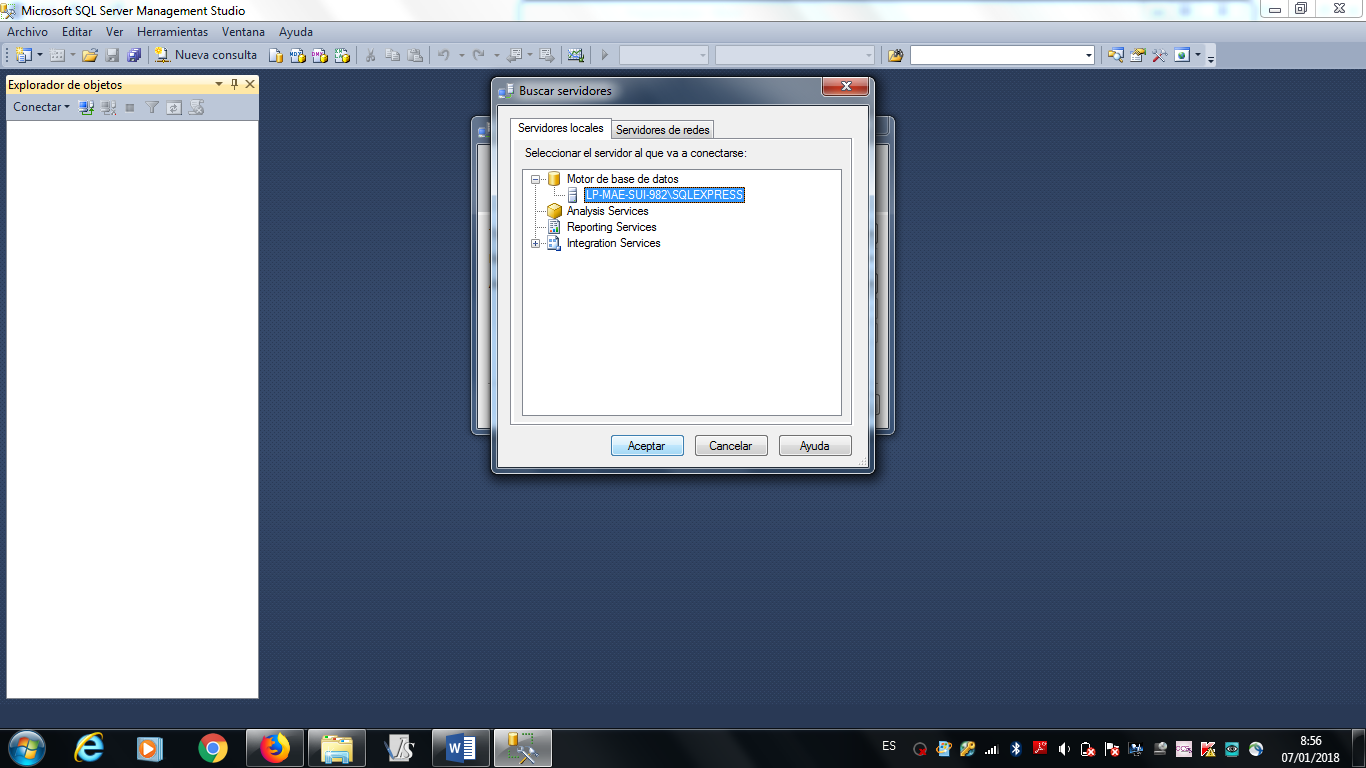 Microsoft SQL Server Management Studio
Archivo Editar Ver Herramientas Ventana Ayuda
Nueva consulta
Explorador de objetos
Conectar
Buscar servidores
Servidores locales Servidores de redes
Seleccionar el servidor al que va a conectarse:
Motor de base de datos
LP-MAE-SUI-982\SQLEXPRESS
Analysis Services
Reporting Services
Integration Services
Aceptar Cancelar Ayuda
ES
8:56
07/01/2018